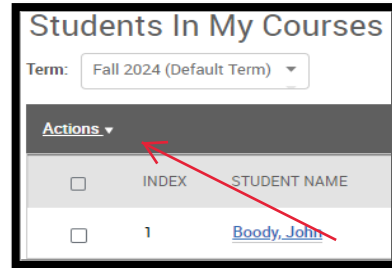 Students In My Courses
Term: Fall 2024 (Default Term)
Actions
INDEX STUDENT NAME
1 Boody, John